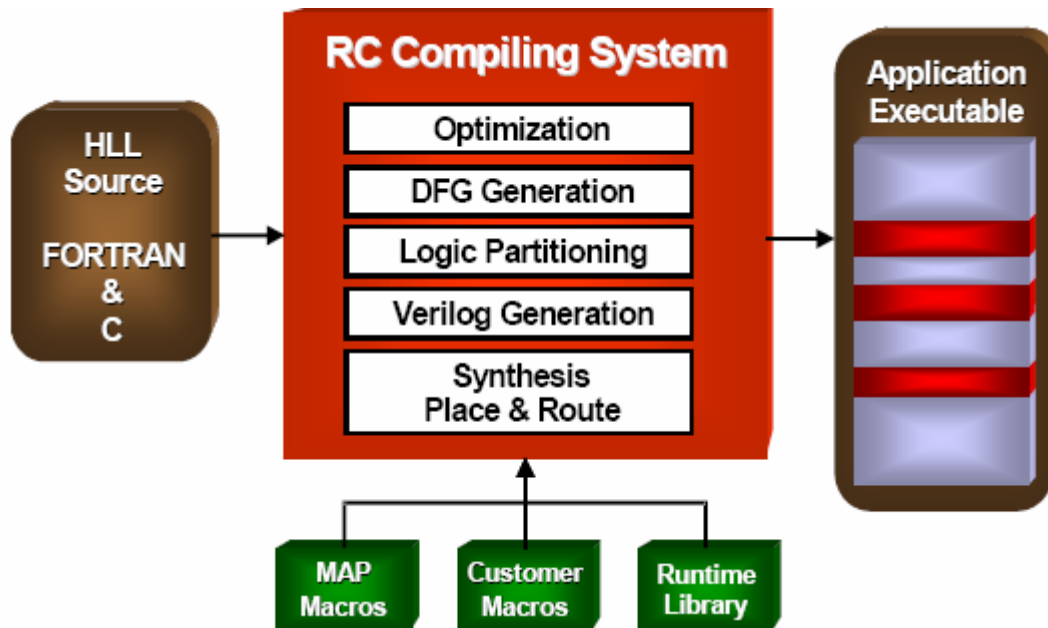 HLL
Source
FORTRAN
&
C
RC Compiling System
Optimization
DFG Generation
Logic Partitioning
Verilog Generation
Synthesis
Place & Route
Application
Executable
MAP
Macros
Customer
Macros
Runtime
Library